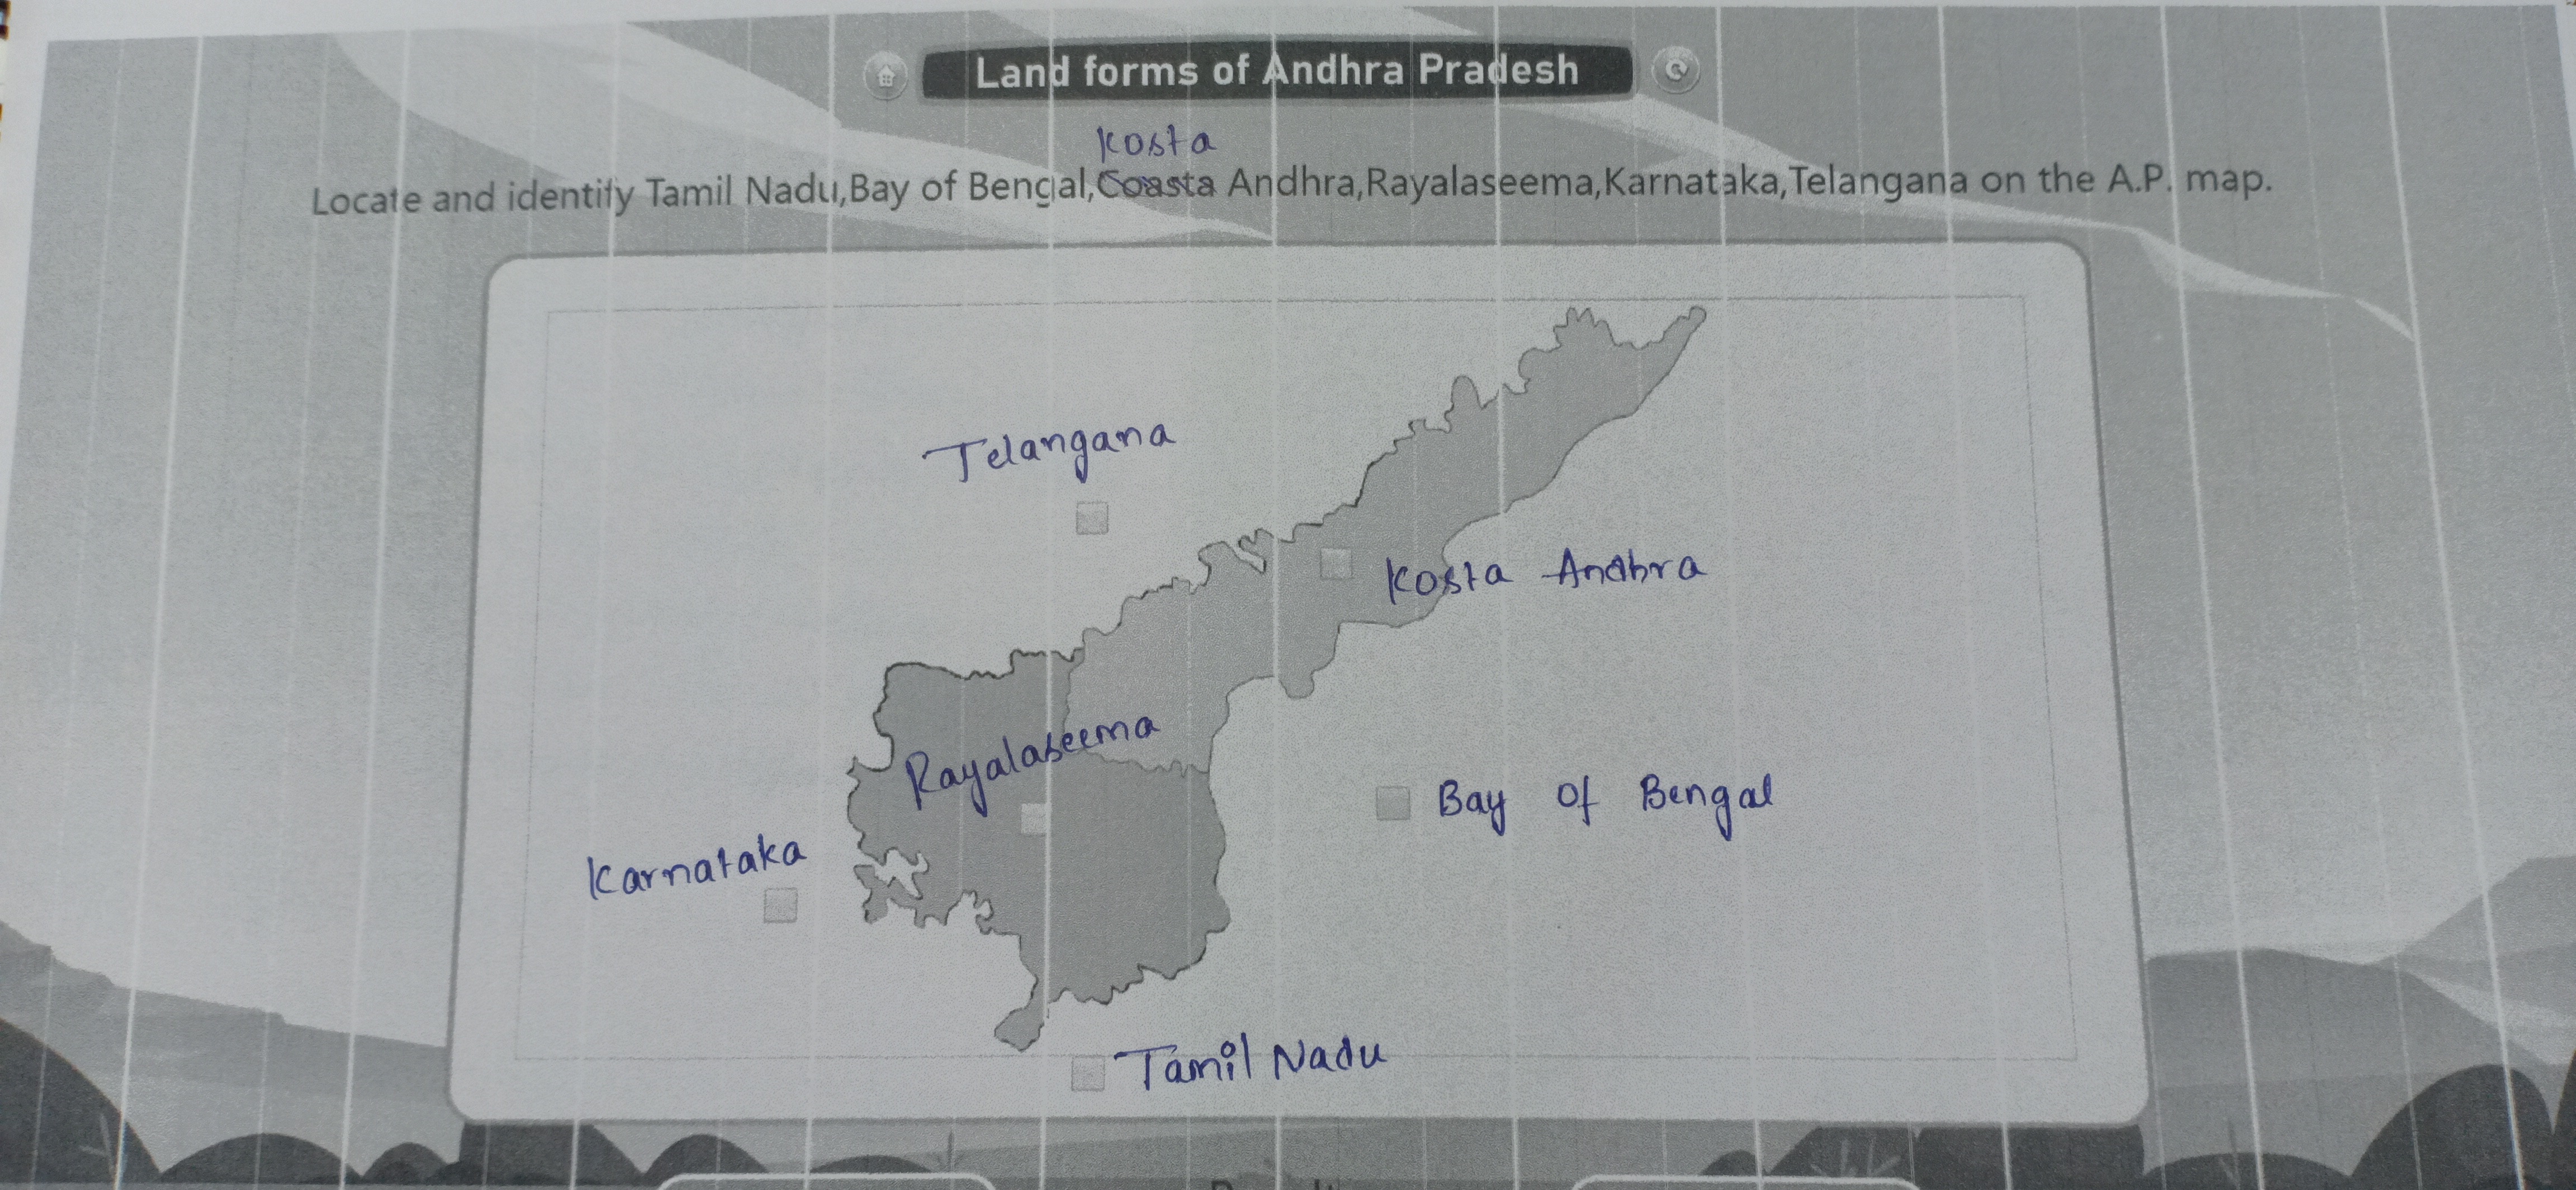 Land forms of Andhra Pradesh
Kosta
Locate and identify Tamil Nadu,Bay of Bengal,Coasta Andhra,Rayalaseema,Karnataka,Telangana on the A.P. map.
Telangana
Kosta Andhra
Rayalaseema
Bay of Bengal
Karnataka
Tamil Nadu